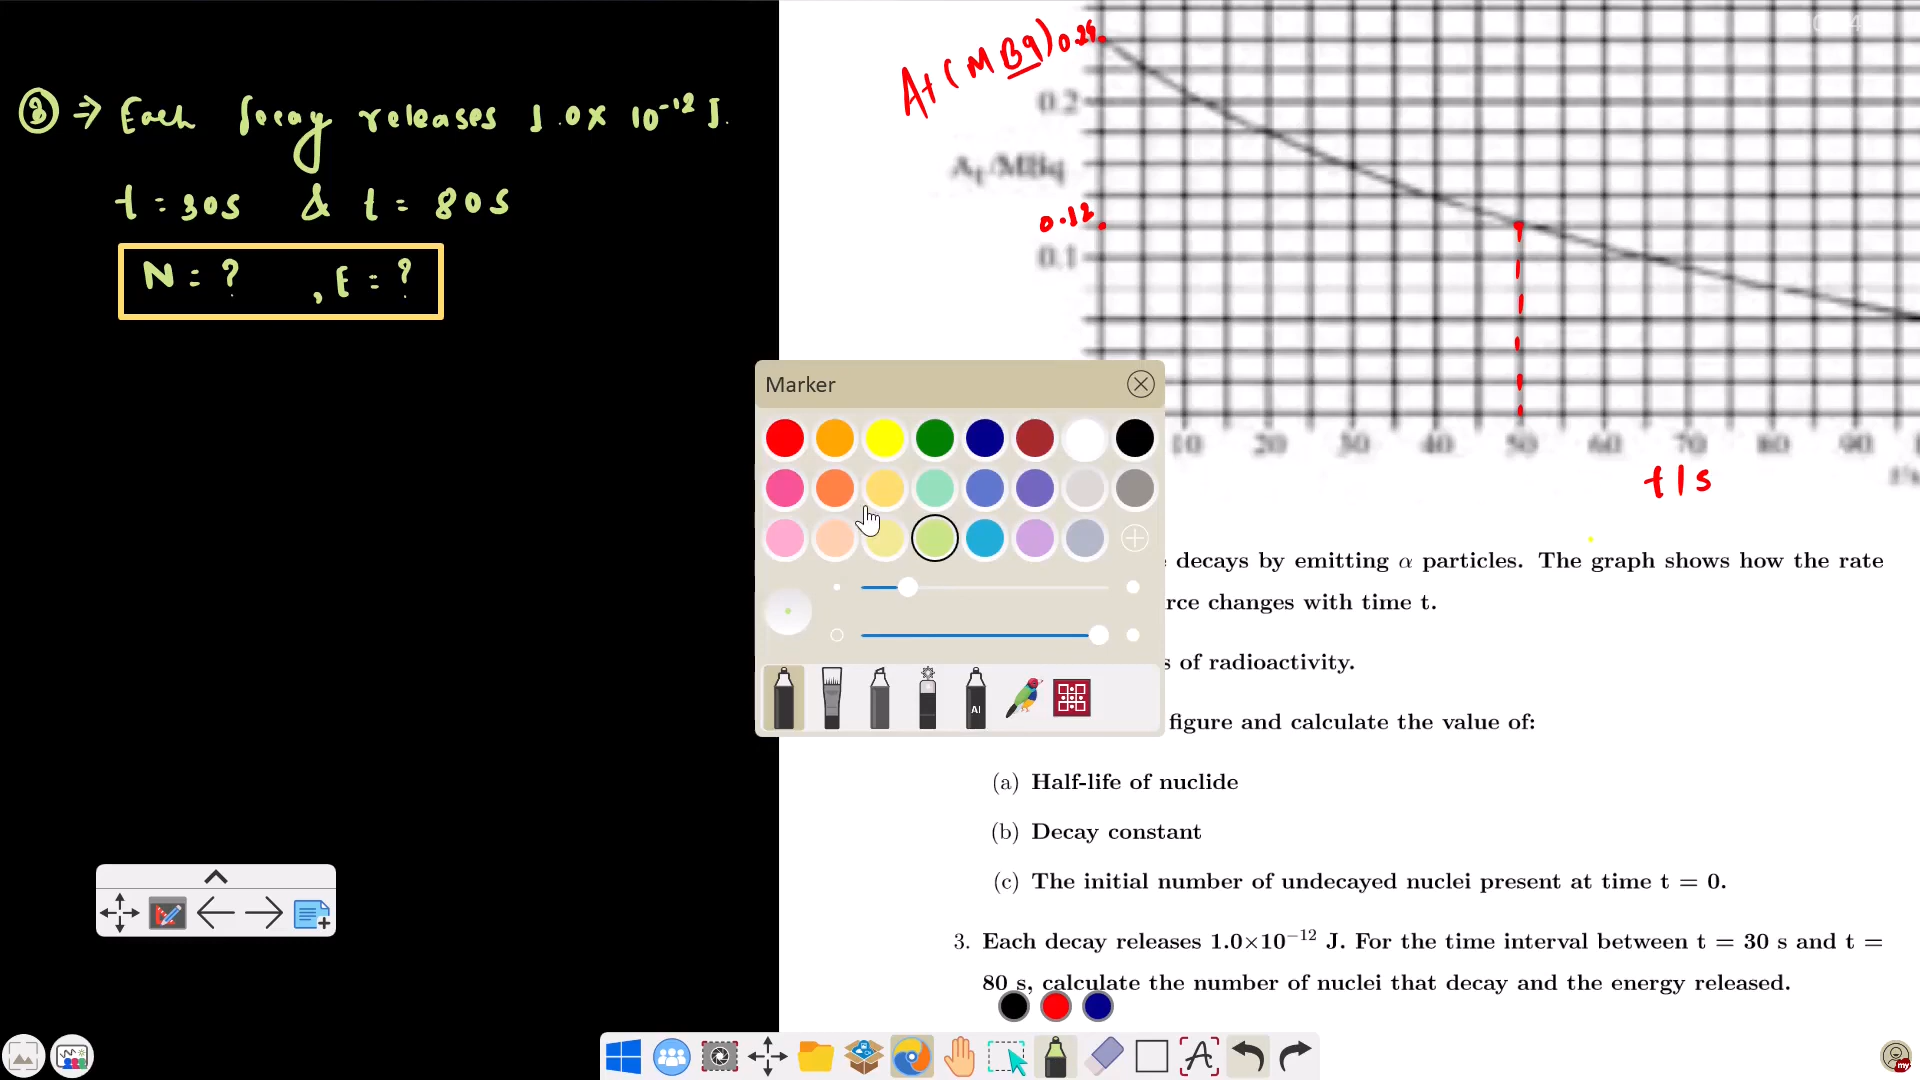 ③ ⇒ Each decay releases 1.0 × 10⁻¹² J.
t = 30s & t = 80s
N = ? , E = ?
At (MBq) 0.24
0.2
At/MBq
0.12
0.1
10 20 30 40 50 60 70 80 90
t/s
Marker
AI
decays by emitting α particles. The graph shows how the rate
rce changes with time t.
s of radioactivity.
figure and calculate the value of:
(a) Half-life of nuclide
(b) Decay constant
(c) The initial number of undecayed nuclei present at time t = 0.
3. Each decay releases 1.0×10⁻¹² J. For the time interval between t = 30 s and t =
80 s, calculate the number of nuclei that decay and the energy released.